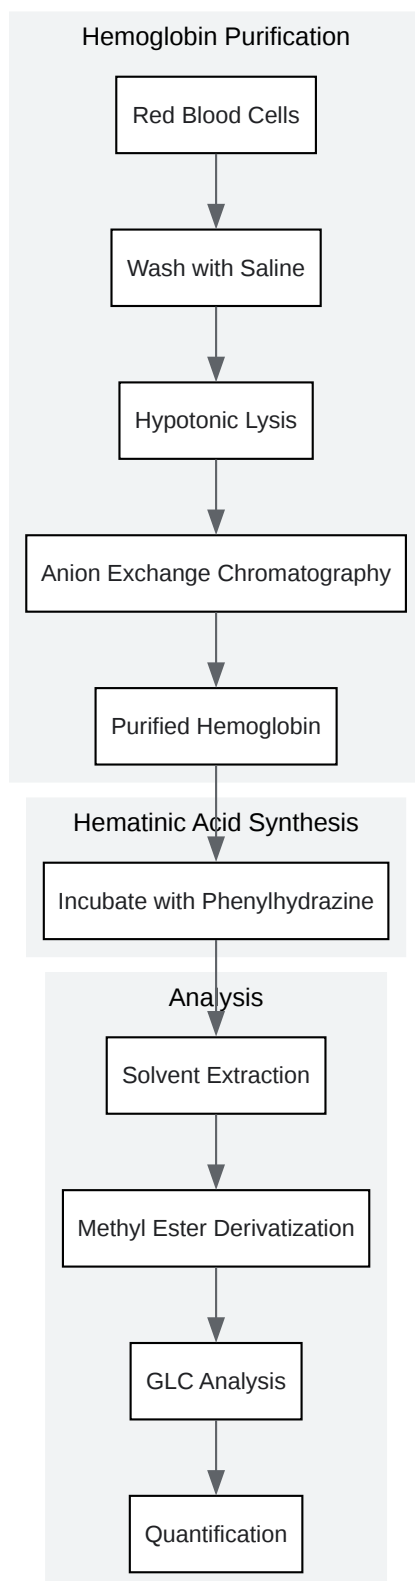 Hemoglobin Purification
Red Blood Cells
Wash with Saline
Hypotonic Lysis
Anion Exchange Chromatography
Purified Hemoglobin
Hematinic Acid Synthesis
Incubate with Phenylhydrazine
Analysis
Solvent Extraction
Methyl Ester Derivatization
GLC Analysis
Quantification